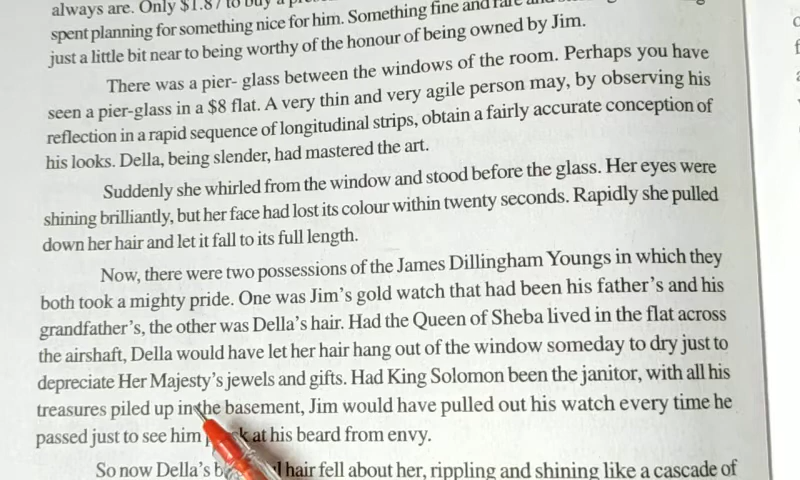 always are. Only $1.87 to buy a
spent planning for something nice for him. Something fine and rare and
just a little bit near to being worthy of the honour of being owned by Jim.
There was a pier- glass between the windows of the room. Perhaps you have
seen a pier-glass in a $8 flat. A very thin and very agile person may, by observing his
reflection in a rapid sequence of longitudinal strips, obtain a fairly accurate conception of
his looks. Della, being slender, had mastered the art.
Suddenly she whirled from the window and stood before the glass. Her eyes were
shining brilliantly, but her face had lost its colour within twenty seconds. Rapidly she pulled
down her hair and let it fall to its full length.
Now, there were two possessions of the James Dillingham Youngs in which they
both took a mighty pride. One was Jim's gold watch that had been his father's and his
grandfather's, the other was Della's hair. Had the Queen of Sheba lived in the flat across
the airshaft, Della would have let her hair hang out of the window someday to dry just to
depreciate Her Majesty's jewels and gifts. Had King Solomon been the janitor, with all his
treasures piled up in the basement, Jim would have pulled out his watch every time he
passed just to see him at his beard from envy.
So now Della's hair fell about her, rippling and shining like a cascade of